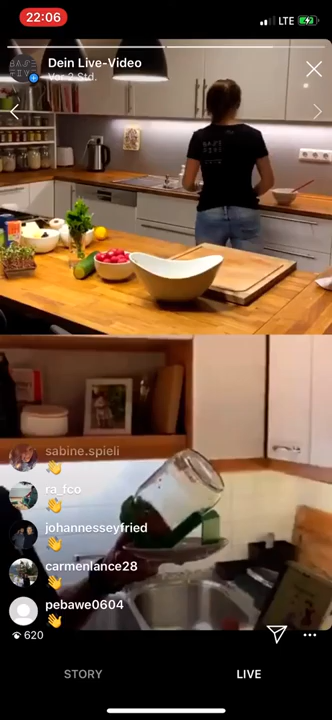 22:06
LTE
Dein Live-Video
Vor 2 Std.
sabine.spieli
ra_fco
johannesseyfried
carmenlance28
pebawe0604
620
STORY
LIVE